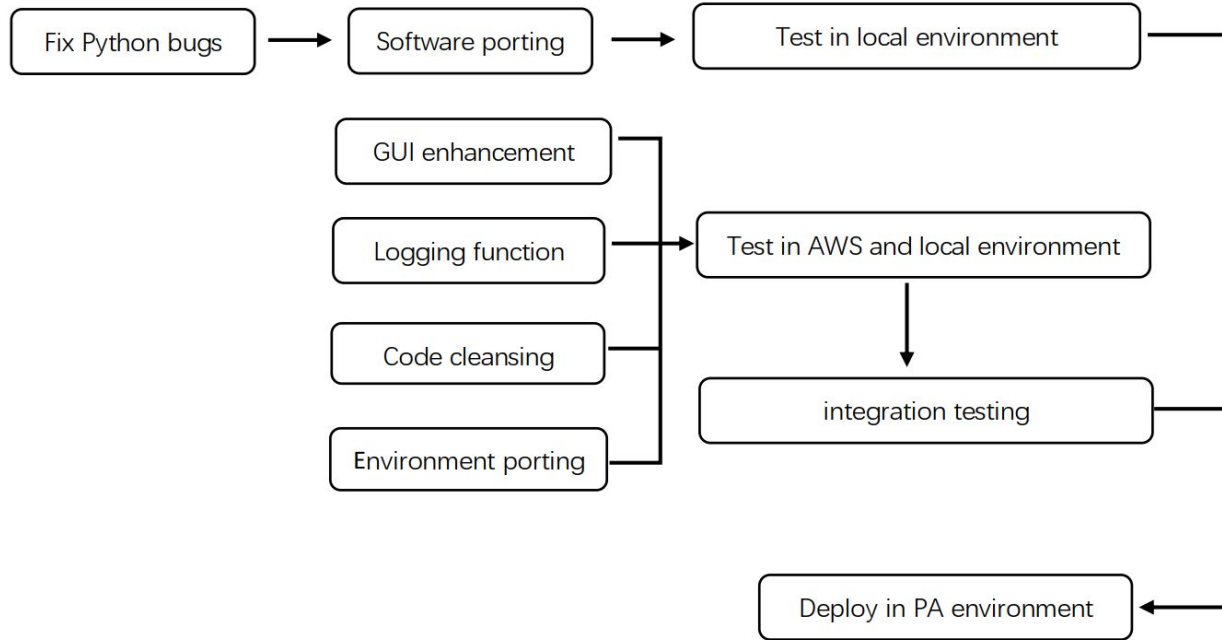 Fix Python bugs
Software porting
Test in local environment
GUI enhancement
Logging function
Test in AWS and local environment
Code cleansing
integration testing
Environment porting
Deploy in PA environment